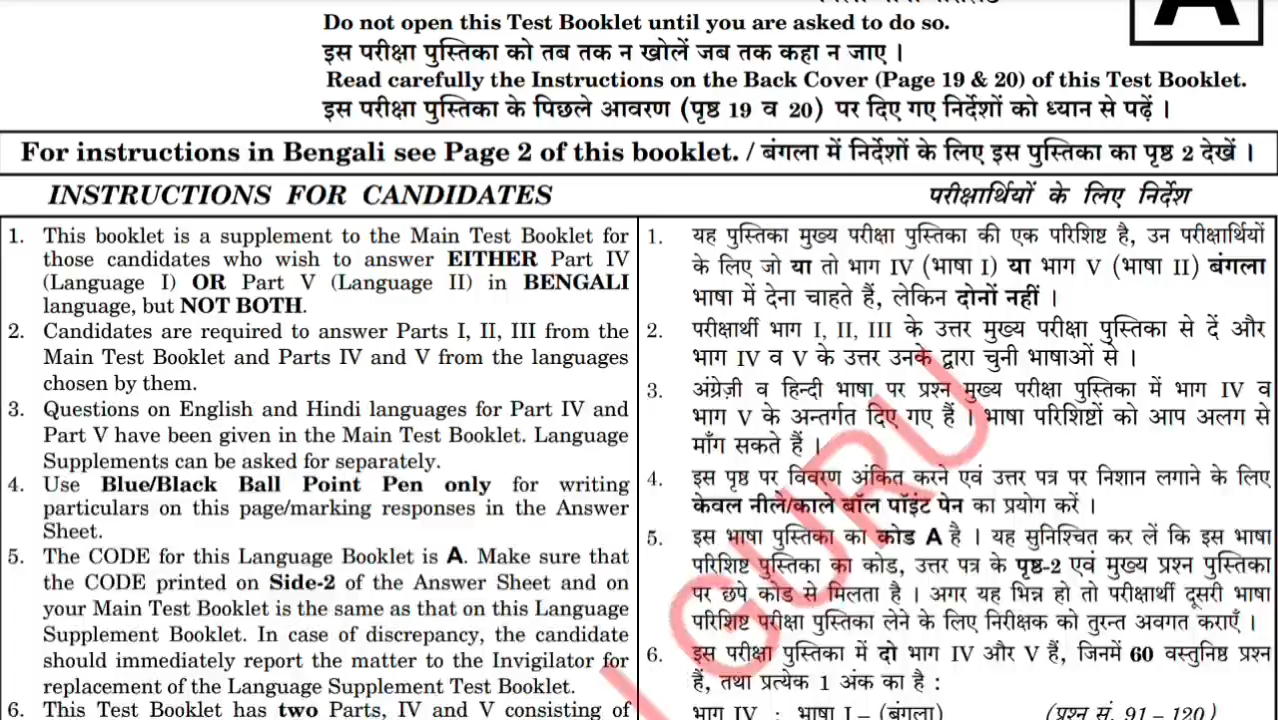 Do not open this Test Booklet until you are asked to do so.
इस परीक्षा पुस्तिका को तब तक न खोलें जब तक कहा न जाए ।
Read carefully the Instructions on the Back Cover (Page 19 & 20) of this Test Booklet.
इस परीक्षा पुस्तिका के पिछले आवरण (पृष्ठ 19 व 20) पर दिए गए निर्देशों को ध्यान से पढ़ें ।
A
For instructions in Bengali see Page 2 of this booklet. / बंगला में निर्देशों के लिए इस पुस्तिका का पृष्ठ 2 देखें ।
INSTRUCTIONS FOR CANDIDATES
1. This booklet is a supplement to the Main Test Booklet for
those candidates who wish to answer EITHER Part IV
(Language I) OR Part V (Language II) in BENGALI
language, but NOT BOTH.
2. Candidates are required to answer Parts I, II, III from the
Main Test Booklet and Parts IV and V from the languages
chosen by them.
3. Questions on English and Hindi languages for Part IV and
Part V have been given in the Main Test Booklet. Language
Supplements can be asked for separately.
4. Use Blue/Black Ball Point Pen only for writing
particulars on this page/marking responses in the Answer
Sheet.
5. The CODE for this Language Booklet is A. Make sure that
the CODE printed on Side-2 of the Answer Sheet and on
your Main Test Booklet is the same as that on this Language
Supplement Booklet. In case of discrepancy, the candidate
should immediately report the matter to the Invigilator for
replacement of the Language Supplement Test Booklet.
6. This Test Booklet has two Parts, IV and V consisting of
परीक्षार्थियों के लिए निर्देश
1. यह पुस्तिका मुख्य परीक्षा पुस्तिका की एक परिशिष्ट है, उन परीक्षार्थियों
के लिए जो या तो भाग IV (भाषा I) या भाग V (भाषा II) बंगला
भाषा में देना चाहते हैं, लेकिन दोनों नहीं ।
2. परीक्षार्थी भाग I, II, III के उत्तर मुख्य परीक्षा पुस्तिका से दें और
भाग IV व V के उत्तर उनके द्वारा चुनी भाषाओं से ।
3. अंग्रेज़ी व हिन्दी भाषा पर प्रश्न मुख्य परीक्षा पुस्तिका में भाग IV व
भाग V के अन्तर्गत दिए गए हैं । भाषा परिशिष्टों को आप अलग से
माँग सकते हैं ।
4. इस पृष्ठ पर विवरण अंकित करने एवं उत्तर पत्र पर निशान लगाने के लिए
केवल नीले/काले बॉल पॉइंट पेन का प्रयोग करें ।
5. इस भाषा पुस्तिका का कोड A है । यह सुनिश्चित कर लें कि इस भाषा
परिशिष्ट पुस्तिका का कोड, उत्तर पत्र के पृष्ठ-2 एवं मुख्य प्रश्न पुस्तिका
पर छपे कोड से मिलता है । अगर यह भिन्न हो तो परीक्षार्थी दूसरी भाषा
परिशिष्ट परीक्षा पुस्तिका लेने के लिए निरीक्षक को तुरन्त अवगत कराएँ ।
6. इस परीक्षा पुस्तिका में दो भाग IV और V हैं, जिनमें 60 वस्तुनिष्ठ प्रश्न
हैं, तथा प्रत्येक 1 अंक का है :
भाग IV : भाषा I – (बंगला) (प्रश्न सं. 91 – 120)
GURU